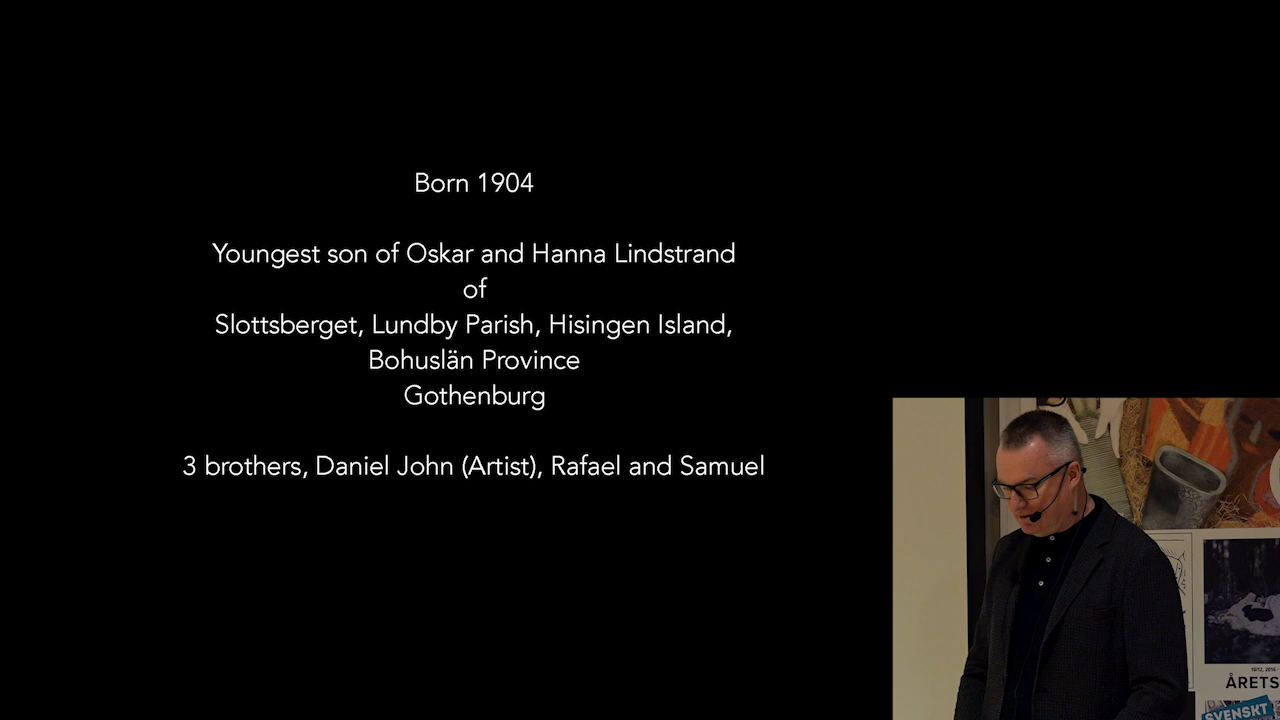 Born 1904
Youngest son of Oskar and Hanna Lindstrand
of
Slottsberget, Lundby Parish, Hisingen Island,
Bohuslän Province
Gothenburg
3 brothers, Daniel John (Artist), Rafael and Samuel
ÅRETS
SVENSKT